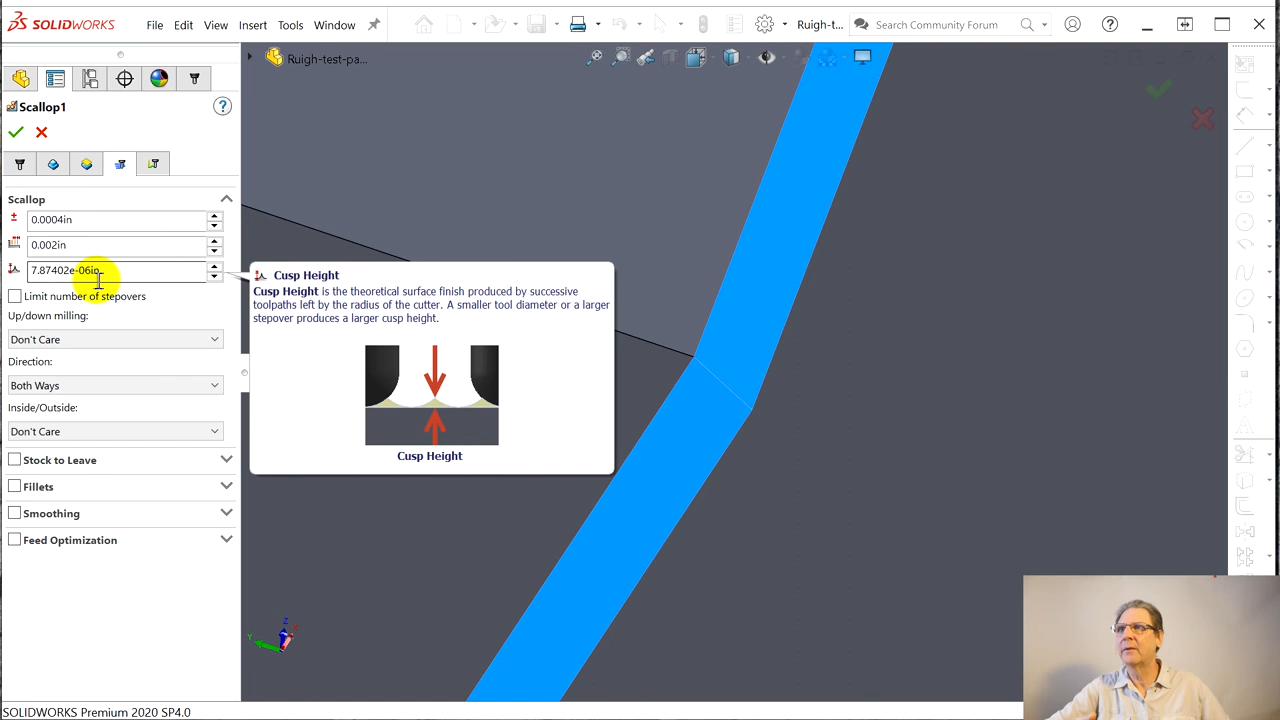 SOLIDWORKS File Edit View Insert Tools Window Ruigh-t... Search Community Forum
Ruigh-test-pa...
Scallop1
Scallop
0.0004in
0.002in
7.87402e-06in
Limit number of stepovers
Up/down milling:
Don't Care
Direction:
Both Ways
Inside/Outside:
Don't Care
Stock to Leave
Fillets
Smoothing
Feed Optimization
Cusp Height
Cusp Height is the theoretical surface finish produced by successive
toolpaths left by the radius of the cutter. A smaller tool diameter or a larger
stepover produces a larger cusp height.
Cusp Height
Z
X
Y
SOLIDWORKS Premium 2020 SP4.0